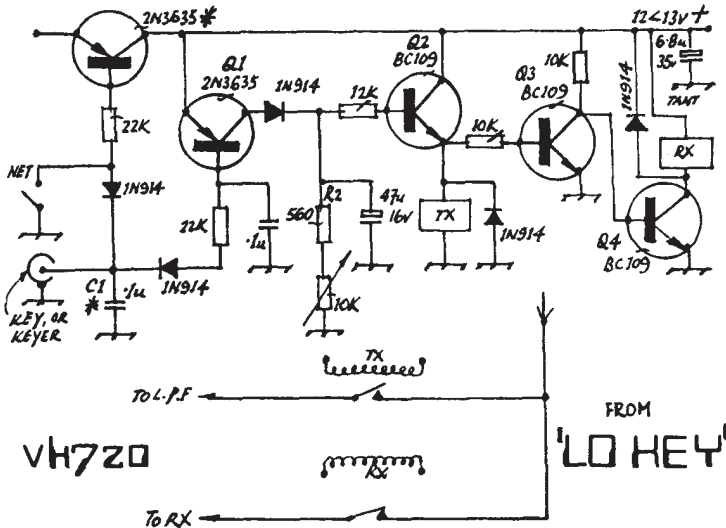 2N3635 *
Q1
2N3635
1N914
Q2
BC109
12<13V +
6.8u
35v
TANT
22K
12K
10K
Q3
BC109
10K
1N914
RX
NET
1N914
22K
.1u
R2
560
47u
16v
TX
1N914
Q4
BC109
KEY, OR
KEYER
C1
*
.1u
1N914
10K
TX
TO L.P.F
FROM
VK7ZO
'LO KEY'
RX
TO RX